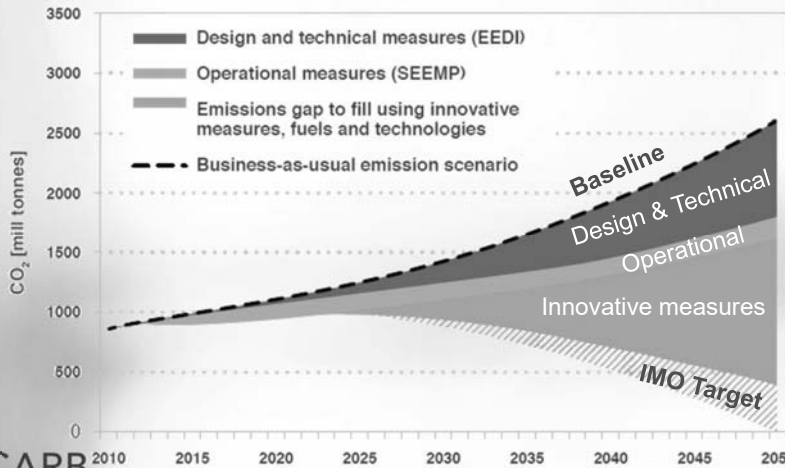 3500
Design and technical measures (EEDI)
3000
Operational measures (SEEMP)
Emissions gap to fill using innovative
2500
measures, fuels and technologies
Business-as-usual emission scenario
Baseline
2000
Design & Technical
1500
Operational
CO₂ [mill tonnes]
1000
Innovative measures
500
IMO Target
0
2010 2015 2020 2025 2030 2035 2040 2045 205